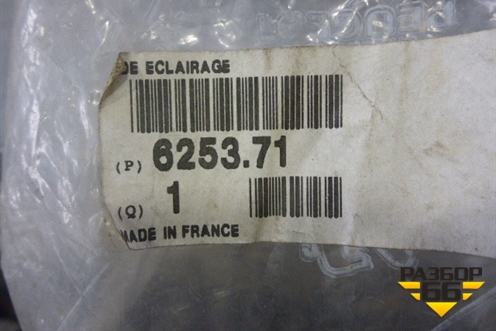 DE ECLAIRAGE
(P) 6253.71
(Q) 1
MADE IN FRANCE
РАЗБОР
66